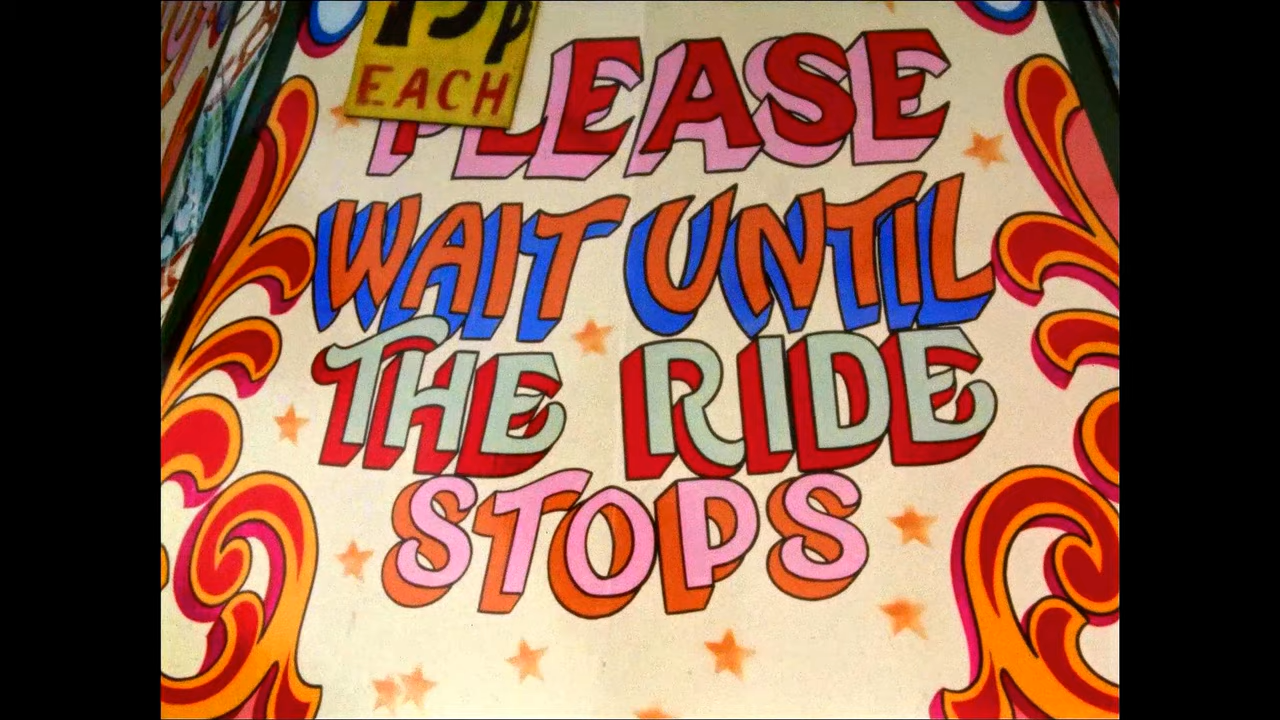 EACH
PLEASE
WAIT UNTIL
THE RIDE
STOPS